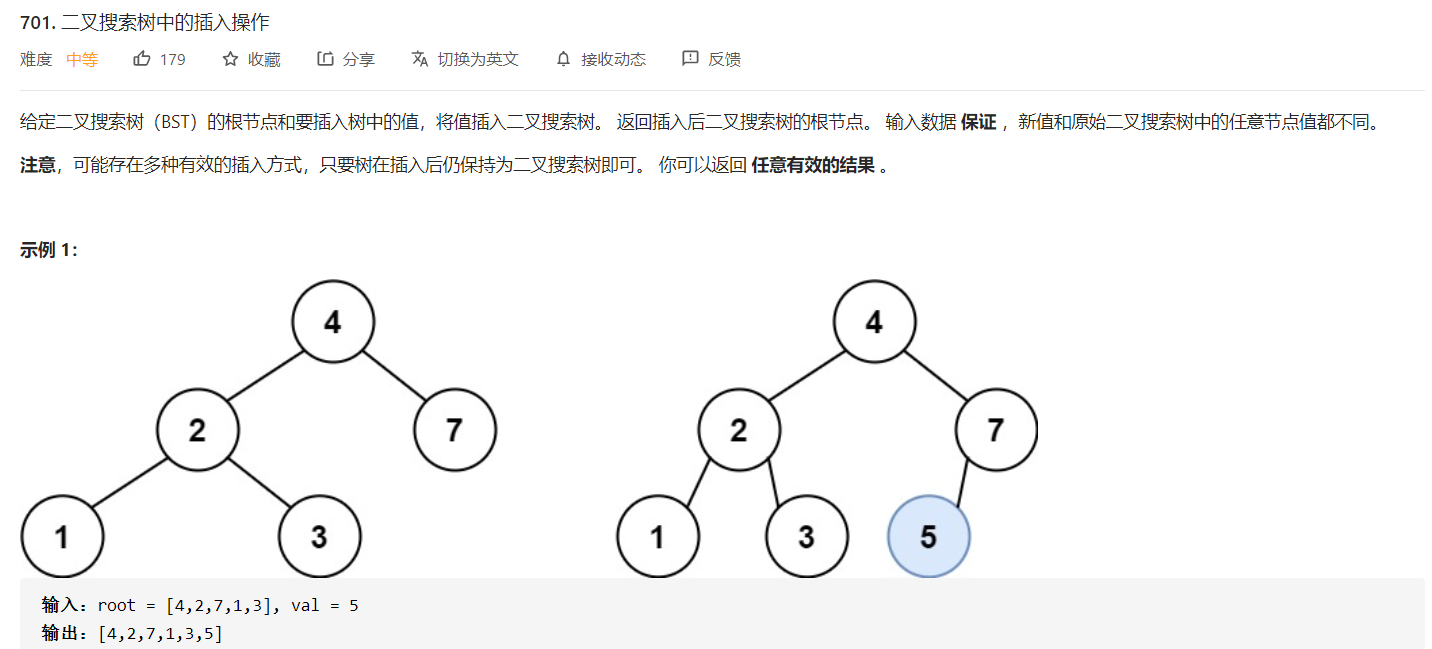 701. 二叉搜索树中的插入操作
难度 中等 179 收藏 分享 切换为英文 接收动态 反馈
给定二叉搜索树（BST）的根节点和要插入树中的值，将值插入二叉搜索树。 返回插入后二叉搜索树的根节点。 输入数据 保证 ，新值和原始二叉搜索树中的任意节点值都不同。
注意，可能存在多种有效的插入方式，只要树在插入后仍保持为二叉搜索树即可。 你可以返回 任意有效的结果 。
示例 1：
4 4
2 7 2 7
1 3 1 3 5
输入：root = [4,2,7,1,3], val = 5
输出：[4,2,7,1,3,5]